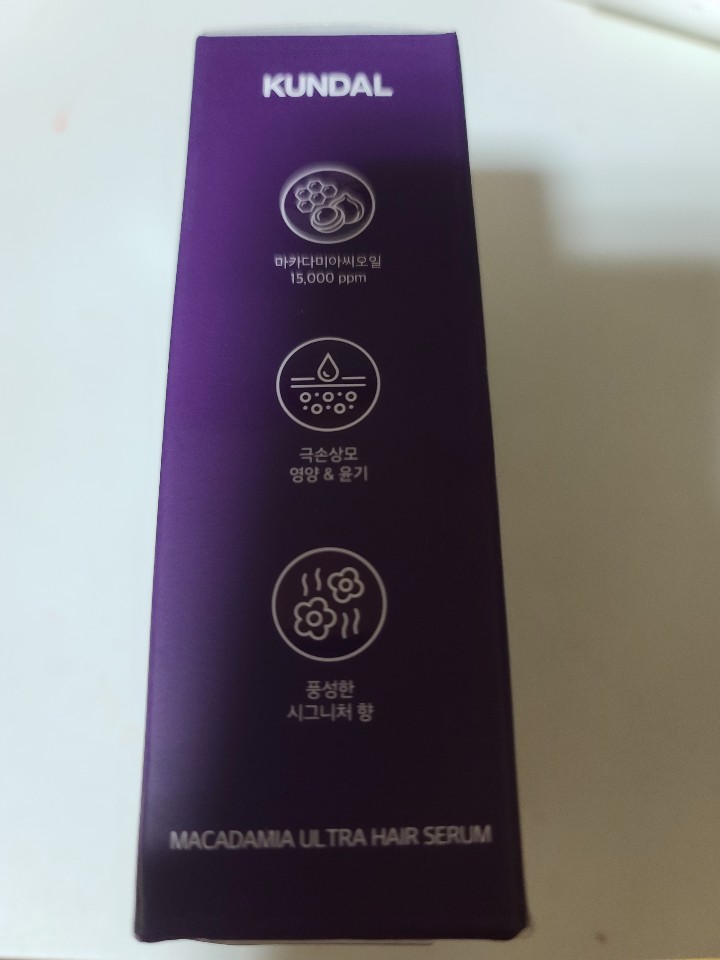 KUNDAL
마카다미아씨오일
15,000 ppm
극손상모
영양 & 윤기
풍성한
시그니처 향
MACADAMIA ULTRA HAIR SERUM